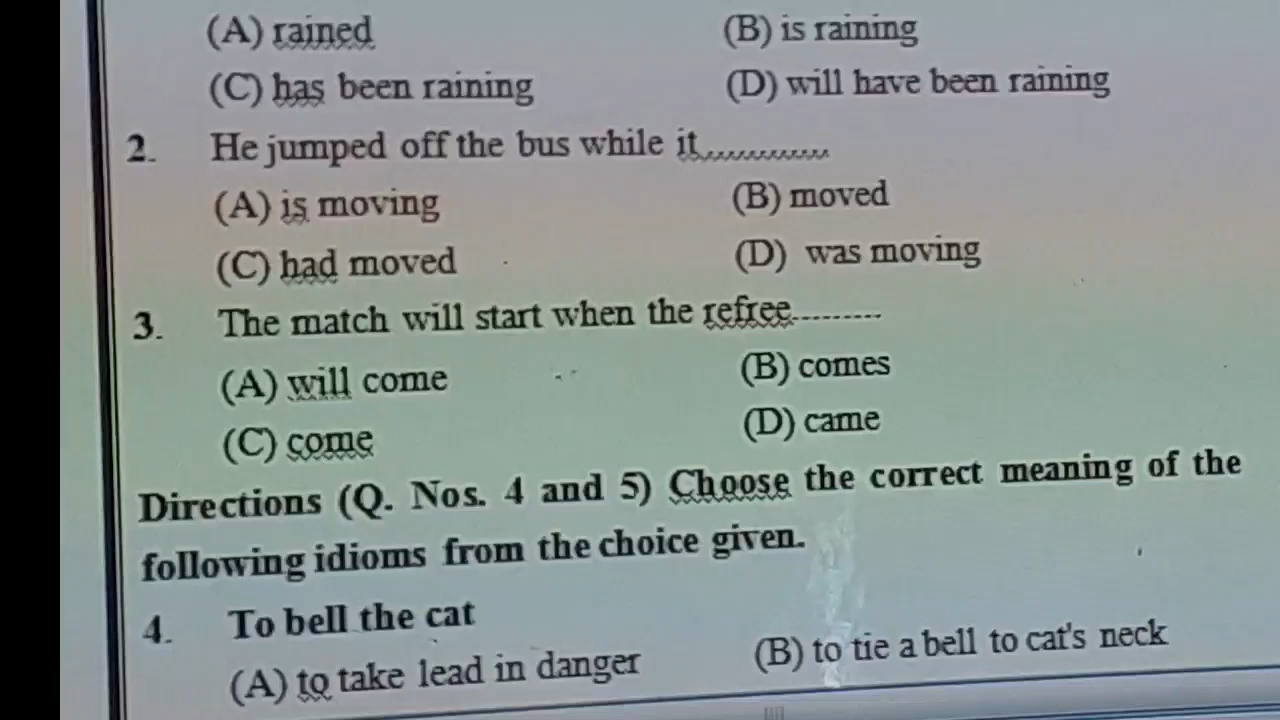 (A) rained (B) is raining
(C) has been raining (D) will have been raining
2. He jumped off the bus while it.............
(A) is moving (B) moved
(C) had moved (D) was moving
3. The match will start when the refree.........
(A) will come (B) comes
(C) come (D) came
Directions (Q. Nos. 4 and 5) Choose the correct meaning of the
following idioms from the choice given.
4. To bell the cat
(A) to take lead in danger (B) to tie a bell to cat's neck